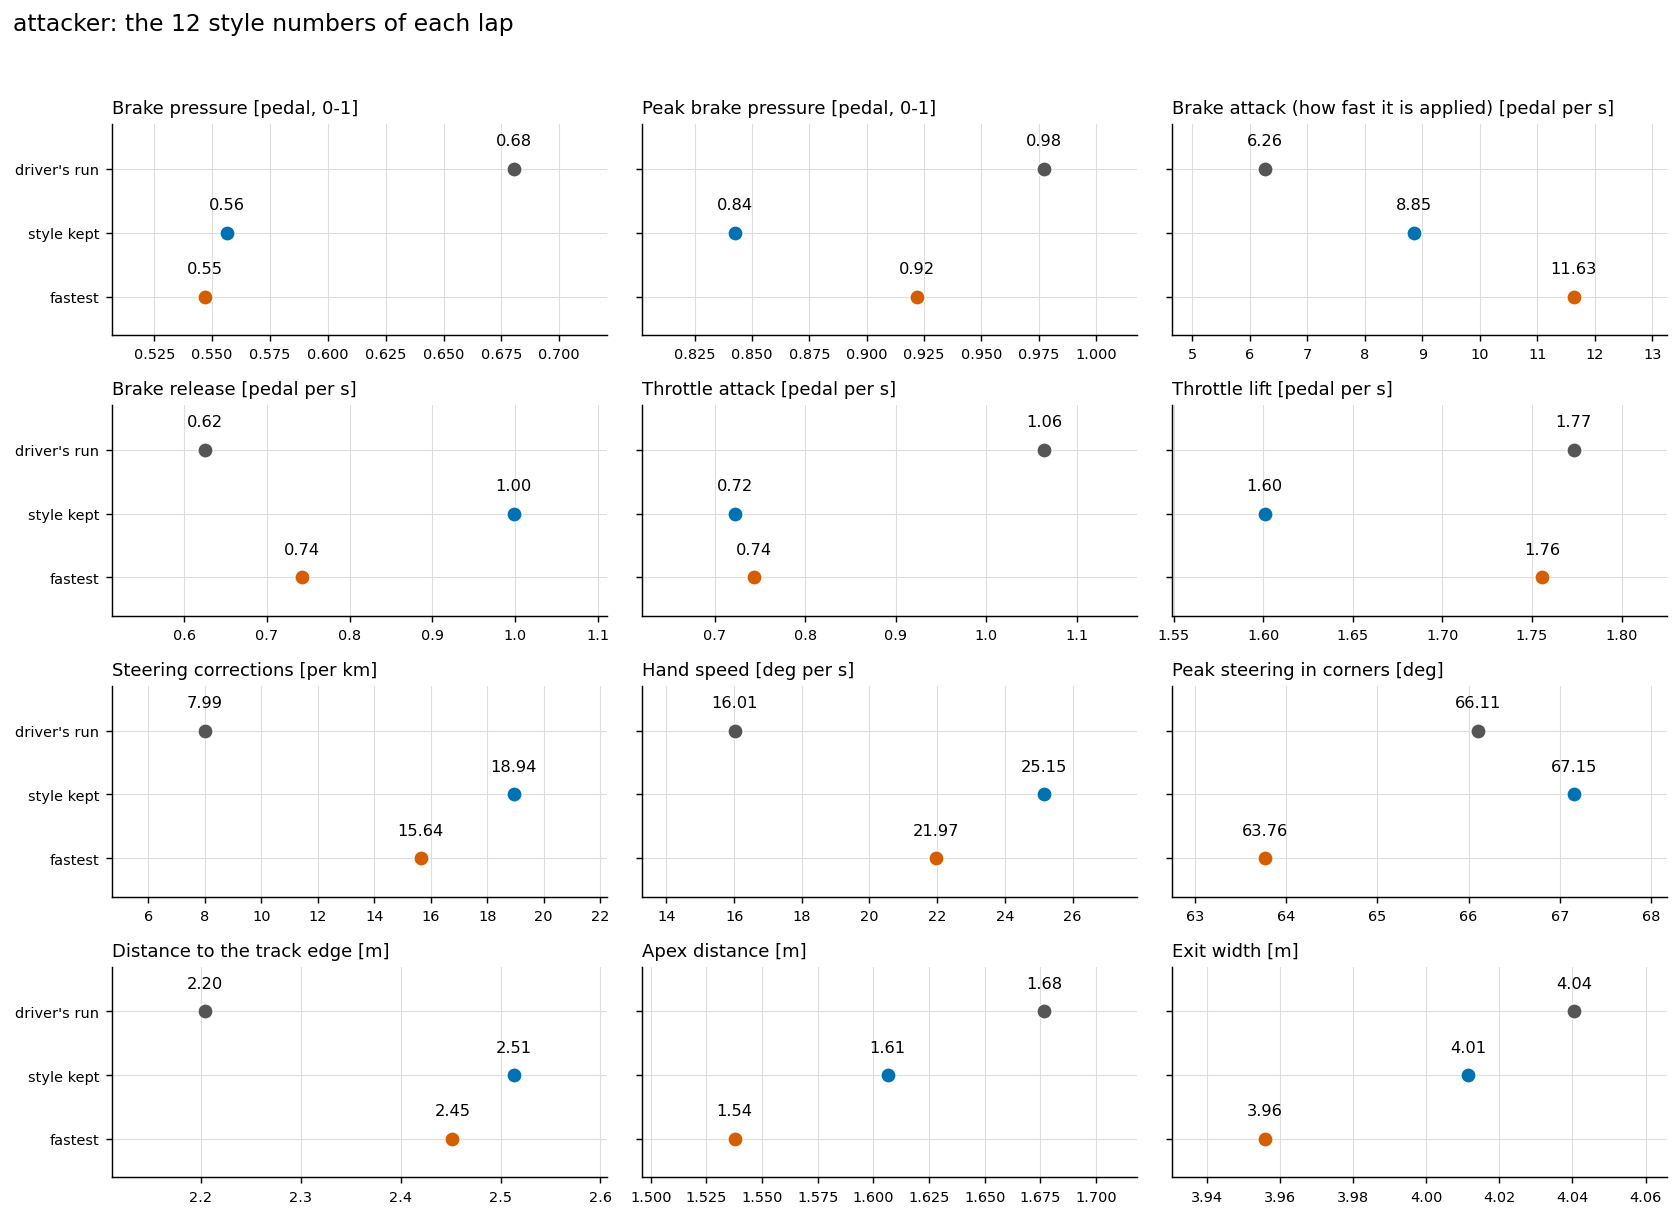 attacker: the 12 style numbers of each lap
Brake pressure [pedal, 0-1]
driver's run
style kept
fastest
0.68
0.56
0.55
0.525 0.550 0.575 0.600 0.625 0.650 0.675 0.700
Peak brake pressure [pedal, 0-1]
0.98
0.84
0.92
0.825 0.850 0.875 0.900 0.925 0.950 0.975 1.000
Brake attack (how fast it is applied) [pedal per s]
6.26
8.85
11.63
5 6 7 8 9 10 11 12 13
Brake release [pedal per s]
driver's run
style kept
fastest
0.62
1.00
0.74
0.6 0.7 0.8 0.9 1.0 1.1
Throttle attack [pedal per s]
1.06
0.72
0.74
0.7 0.8 0.9 1.0 1.1
Throttle lift [pedal per s]
1.77
1.60
1.76
1.55 1.60 1.65 1.70 1.75 1.80
Steering corrections [per km]
driver's run
style kept
fastest
7.99
18.94
15.64
6 8 10 12 14 16 18 20 22
Hand speed [deg per s]
16.01
25.15
21.97
14 16 18 20 22 24 26
Peak steering in corners [deg]
66.11
67.15
63.76
63 64 65 66 67 68
Distance to the track edge [m]
driver's run
style kept
fastest
2.20
2.51
2.45
2.2 2.3 2.4 2.5 2.6
Apex distance [m]
1.68
1.61
1.54
1.500 1.525 1.550 1.575 1.600 1.625 1.650 1.675 1.700
Exit width [m]
4.04
4.01
3.96
3.94 3.96 3.98 4.00 4.02 4.04 4.06